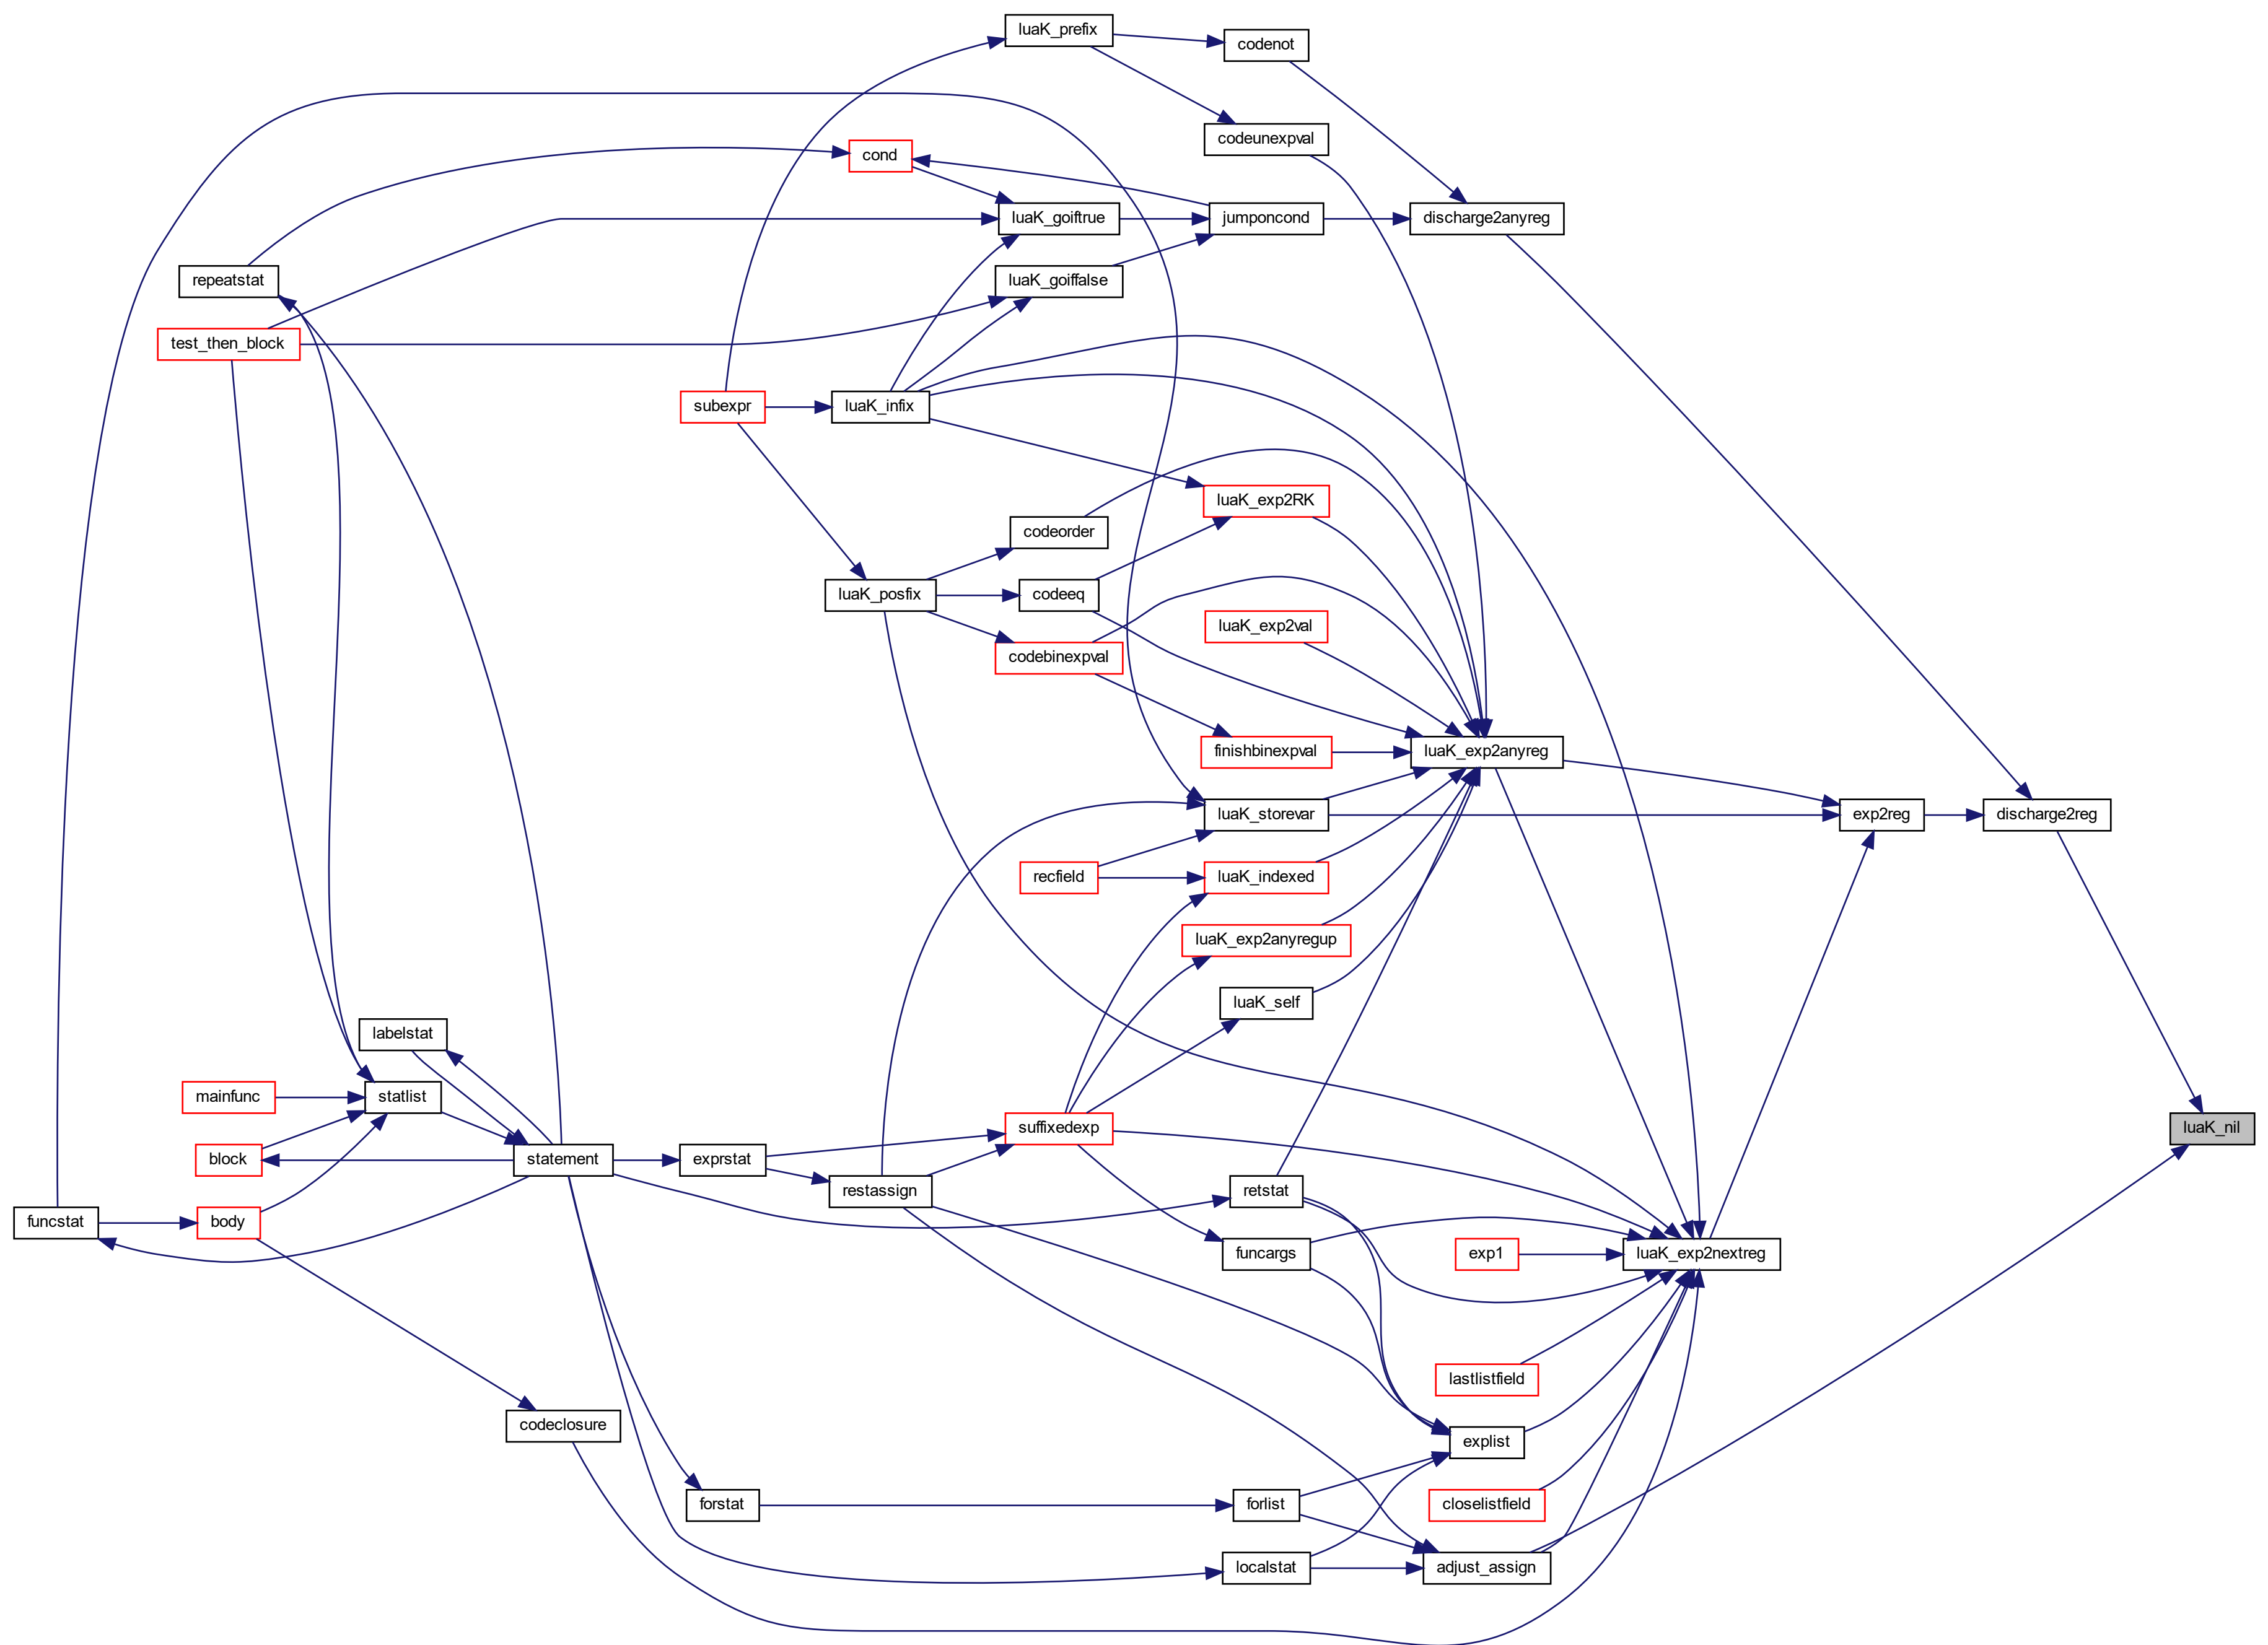 luaK_prefix
codenot
codeunexpval
cond
luaK_goiftrue
jumponcond
discharge2anyreg
repeatstat
luaK_goiffalse
test_then_block
subexpr
luaK_infix
luaK_exp2RK
codeorder
luaK_posfix
codeeq
luaK_exp2val
codebinexpval
finishbinexpval
luaK_exp2anyreg
luaK_storevar
exp2reg
discharge2reg
recfield
luaK_indexed
luaK_exp2anyregup
luaK_self
labelstat
mainfunc
statlist
suffixedexp
luaK_nil
block
statement
exprstat
restassign
retstat
funcstat
body
funcargs
exp1
luaK_exp2nextreg
lastlistfield
codeclosure
explist
forstat
forlist
closelistfield
localstat
adjust_assign